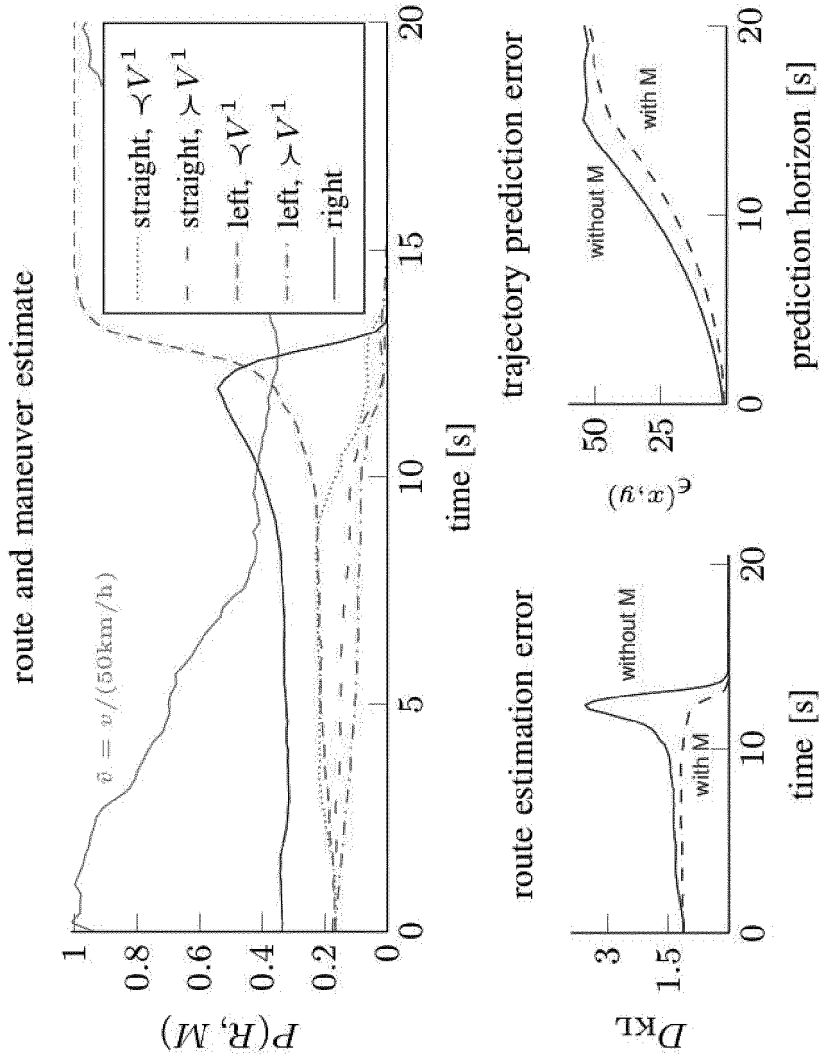 route and maneuver estimate
P(R, M)
1
0.8
0.6
0.4
0.2
0
ṽ = v/(50km/h)
straight, ≺V¹
straight, ≻V¹
left, ≺V¹
left, ≻V¹
right
0
5
10
15
20
time [s]
route estimation error
D_KL
3
1.5
without M
with M
0
10
20
time [s]
trajectory prediction error
ϵ(x,y)
50
25
without M
with M
0
10
20
prediction horizon [s]